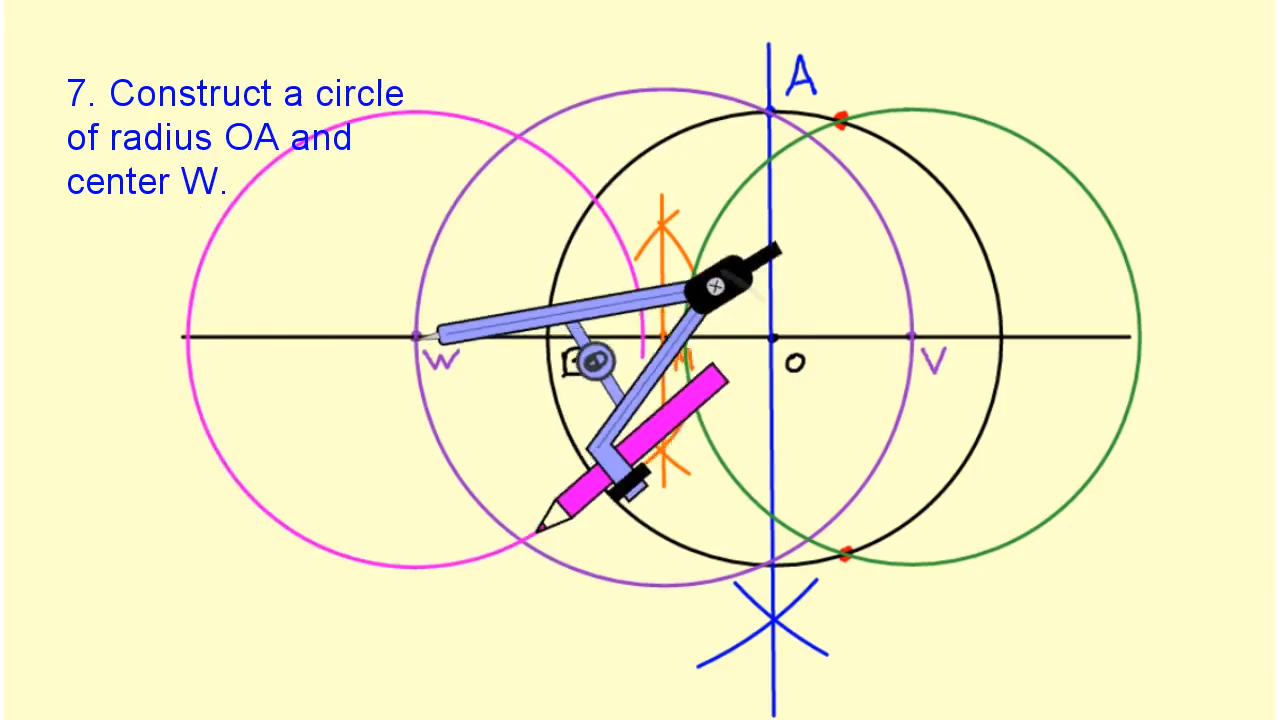 7. Construct a circle
of radius OA and
center W.
A
W
M
O
V